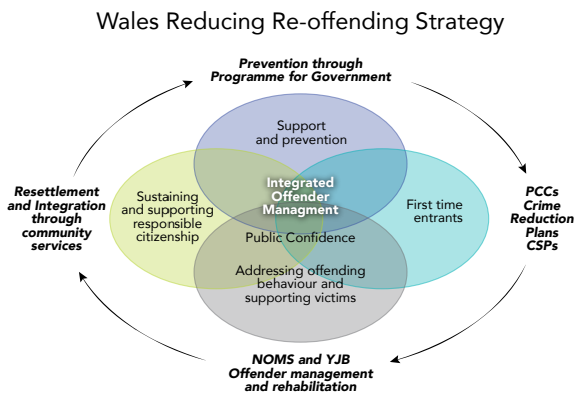 Wales Reducing Re-offending Strategy
Prevention through
Programme for Government
Support
and prevention
Integrated
Offender
Managment
Sustaining
and supporting
responsible
citizenship
First time
entrants
Public Confidence
Addressing offending
behaviour and
supporting victims
Resettlement
and Integration
through
community
services
PCCs
Crime
Reduction
Plans
CSPs
NOMS and YJB
Offender management
and rehabilitation